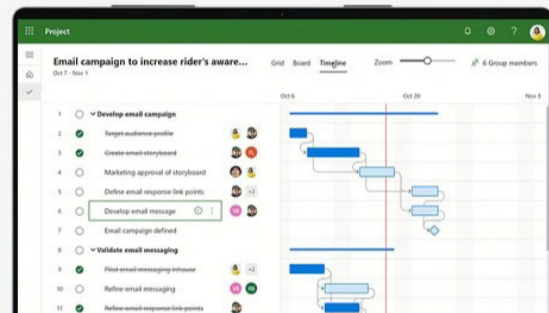 Project
?
Email campaign to increase rider's aware...
Oct 7 - Nov 1
Grid Board Timeline Zoom 6 Group members
Oct 6 Oct 20 Nov 3
1 Develop email campaign
2 Target audience profile
3 Create email storyboard
4 Marketing approval of storyboard
5 Define email response link points +2
6 Develop email message
7 Email campaign defined
8 Validate email messaging
9 Pilot email messaging inhouse +2
10 Refine email messaging
11 Refine email response link points